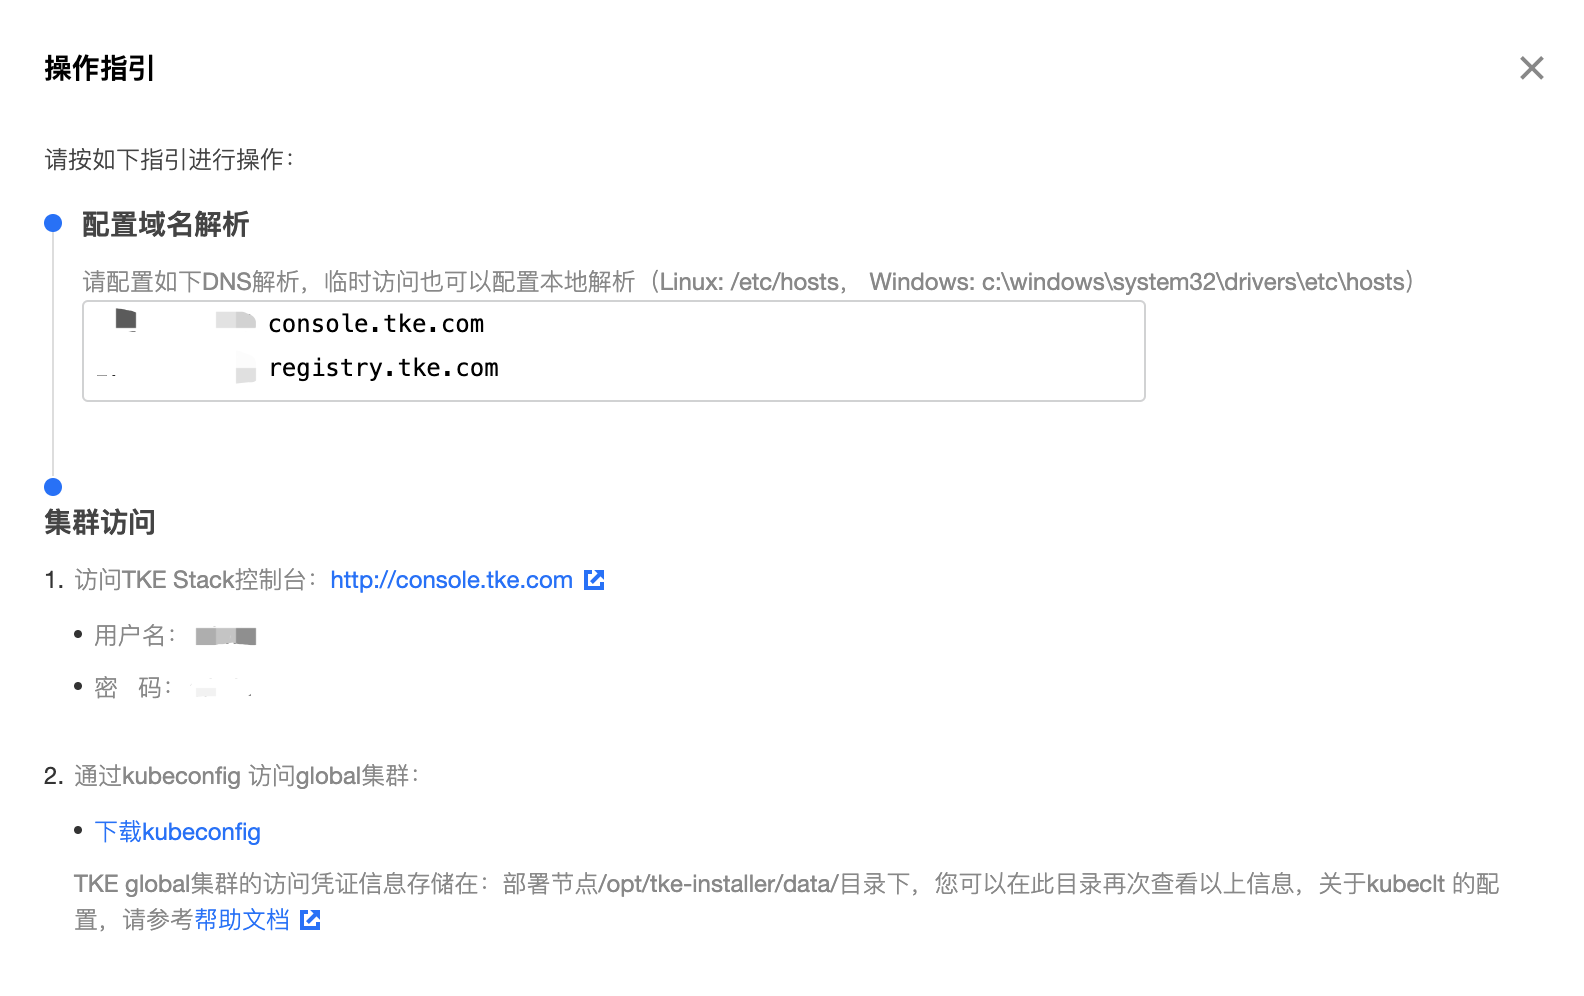 操作指引
请按如下指引进行操作：
配置域名解析
请配置如下DNS解析，临时访问也可以配置本地解析（Linux: /etc/hosts， Windows: c:\windows\system32\drivers\etc\hosts）
console.tke.com
registry.tke.com
集群访问
1. 访问TKE Stack控制台：http://console.tke.com
• 用户名：
• 密 码：
2. 通过kubeconfig 访问global集群：
• 下载kubeconfig
TKE global集群的访问凭证信息存储在：部署节点/opt/tke-installer/data/目录下，您可以在此目录再次查看以上信息，关于kubeclt 的配
置，请参考帮助文档